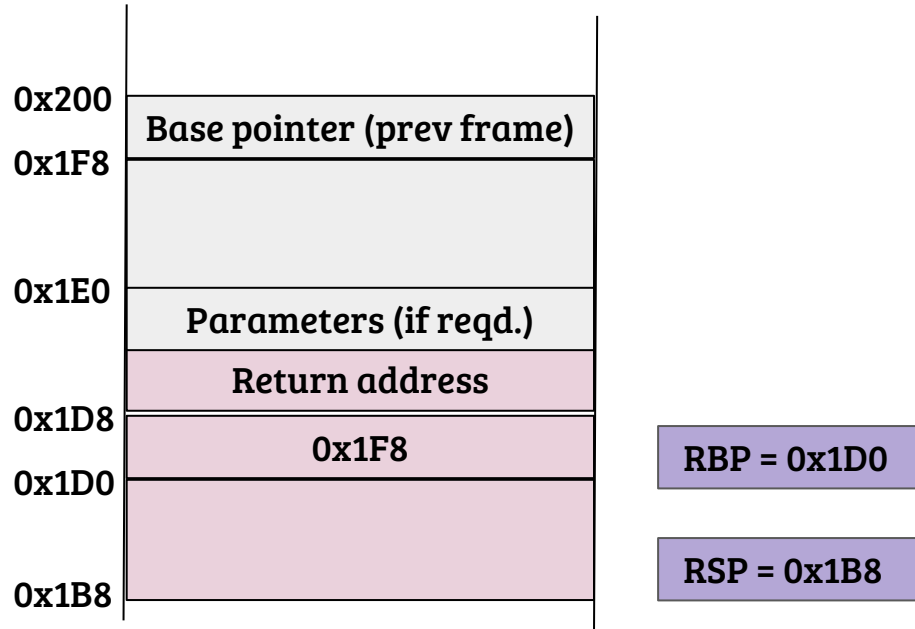 0x200
Base pointer (prev frame)
0x1F8
0x1E0
Parameters (if reqd.)
Return address
0x1D8
0x1F8
RBP = 0x1D0
0x1D0
RSP = 0x1B8
0x1B8